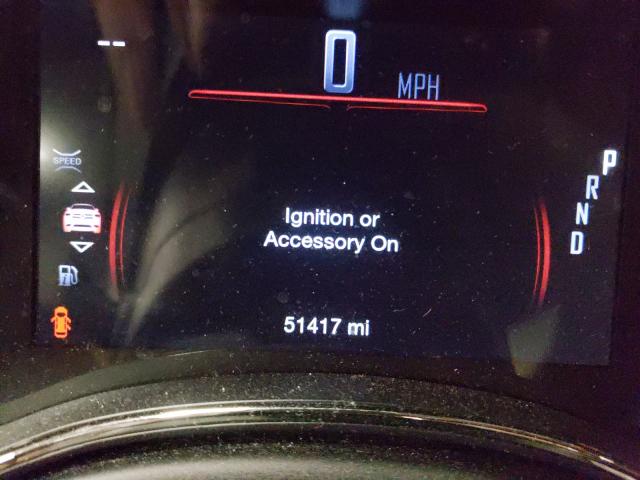 --
0 MPH
SPEED
P
R
N
D
Ignition or
Accessory On
51417 mi